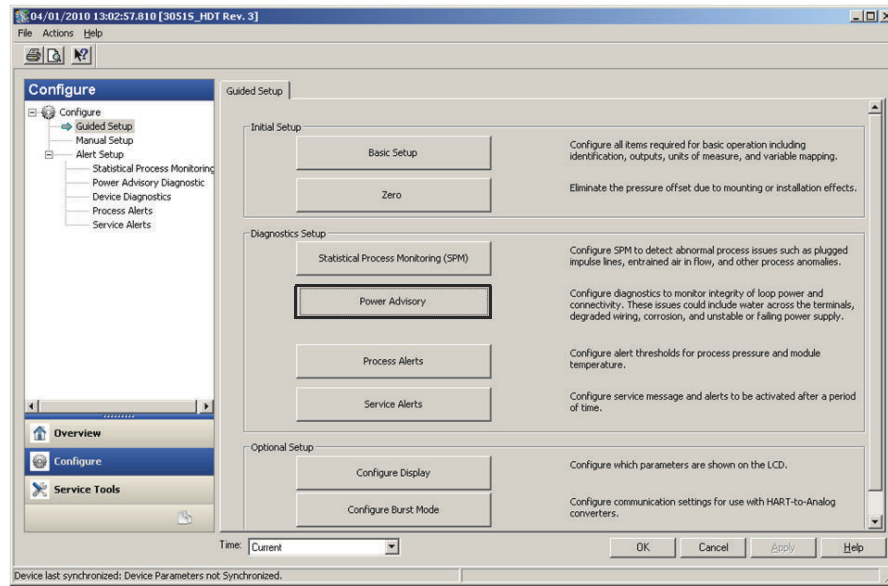 04/01/2010 13:02:57.810 [3051S_HDT Rev. 3]
File Actions Help
Configure
Configure
Guided Setup
Manual Setup
Alert Setup
Statistical Process Monitoring
Power Advisory Diagnostic
Device Diagnostics
Process Alerts
Service Alerts
Overview
Configure
Service Tools
Guided Setup
Initial Setup
Basic Setup
Configure all items required for basic operation including
identification, outputs, units of measure, and variable mapping.
Zero
Eliminate the pressure offset due to mounting or installation effects.
Diagnostics Setup
Statistical Process Monitoring (SPM)
Configure SPM to detect abnormal process issues such as plugged
impulse lines, entrained air in flow, and other process anomalies.
Power Advisory
Configure diagnostics to monitor integrity of loop power and
connectivity. These issues could include water across the terminals,
degraded wiring, corrosion, and unstable or failing power supply.
Process Alerts
Configure alert thresholds for process pressure and module
temperature.
Service Alerts
Configure service message and alerts to be activated after a period
of time.
Optional Setup
Configure Display
Configure which parameters are shown on the LCD.
Configure Burst Mode
Configure communication settings for use with HART-to-Analog
converters.
Time: Current
OK Cancel Apply Help
Device last synchronized: Device Parameters not Synchronized.